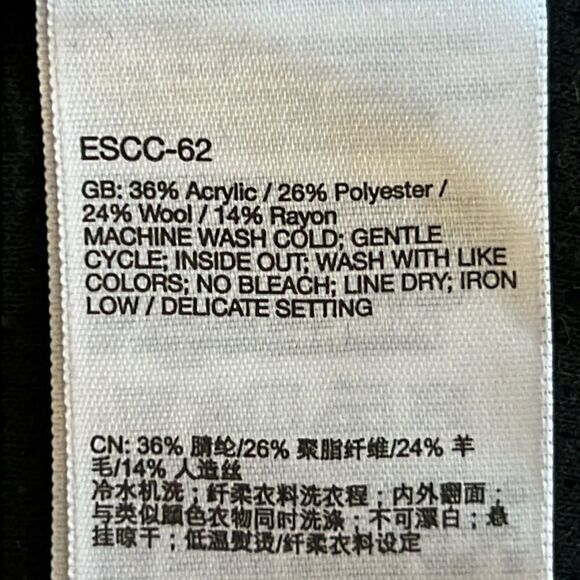 ESCC-62
GB: 36% Acrylic / 26% Polyester /
24% Wool / 14% Rayon
MACHINE WASH COLD; GENTLE
CYCLE; INSIDE OUT; WASH WITH LIKE
COLORS; NO BLEACH; LINE DRY; IRON
LOW / DELICATE SETTING
CN: 36% 腈纶/26% 聚脂纤维/24% 羊
毛/14% 人造丝
冷水机洗；纤柔衣料洗衣程；内外翻面；
与类似颜色衣物同时洗涤；不可漂白；悬
挂晾干；低温熨烫/纤柔衣料设定